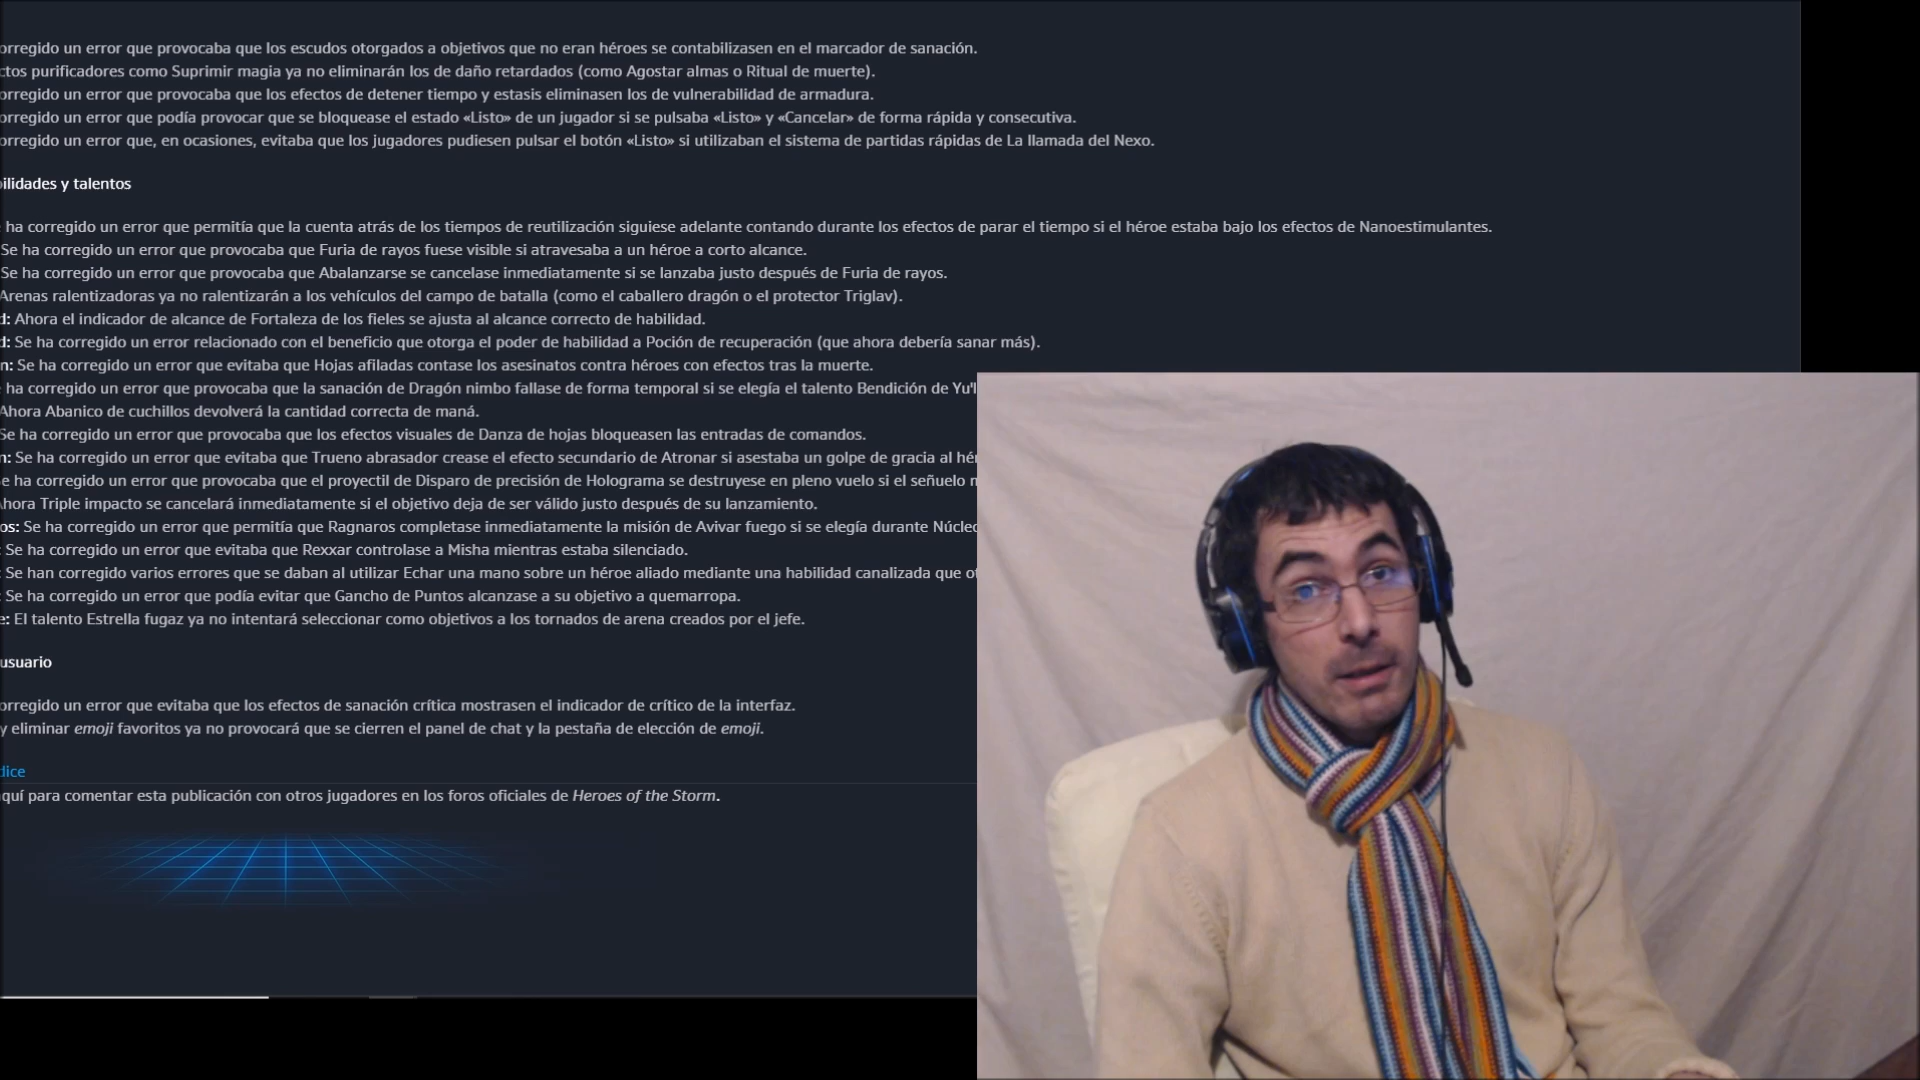 orregido un error que provocaba que los escudos otorgados a objetivos que no eran héroes se contabilizasen en el marcador de sanación.
ctos purificadores como Suprimir magia ya no eliminarán los de daño retardados (como Agostar almas o Ritual de muerte).
orregido un error que provocaba que los efectos de detener tiempo y estasis eliminasen los de vulnerabilidad de armadura.
orregido un error que podía provocar que se bloquease el estado «Listo» de un jugador si se pulsaba «Listo» y «Cancelar» de forma rápida y consecutiva.
orregido un error que, en ocasiones, evitaba que los jugadores pudiesen pulsar el botón «Listo» si utilizaban el sistema de partidas rápidas de La llamada del Nexo.
ilidades y talentos
ha corregido un error que permitía que la cuenta atrás de los tiempos de reutilización siguiese adelante contando durante los efectos de parar el tiempo si el héroe estaba bajo los efectos de Nanoestimulantes.
Se ha corregido un error que provocaba que Furia de rayos fuese visible si atravesaba a un héroe a corto alcance.
Se ha corregido un error que provocaba que Abalanzarse se cancelase inmediatamente si se lanzaba justo después de Furia de rayos.
Arenas ralentizadoras ya no ralentizarán a los vehículos del campo de batalla (como el caballero dragón o el protector Triglav).
d: Ahora el indicador de alcance de Fortaleza de los fieles se ajusta al alcance correcto de habilidad.
d: Se ha corregido un error relacionado con el beneficio que otorga el poder de habilidad a Poción de recuperación (que ahora debería sanar más).
n: Se ha corregido un error que evitaba que Hojas afiladas contase los asesinatos contra héroes con efectos tras la muerte.
ha corregido un error que provocaba que la sanación de Dragón nimbo fallase de forma temporal si se elegía el talento Bendición de Yu'l
Ahora Abanico de cuchillos devolverá la cantidad correcta de maná.
Se ha corregido un error que provocaba que los efectos visuales de Danza de hojas bloqueasen las entradas de comandos.
n: Se ha corregido un error que evitaba que Trueno abrasador crease el efecto secundario de Atronar si asestaba un golpe de gracia al hér
e ha corregido un error que provocaba que el proyectil de Disparo de precisión de Holograma se destruyese en pleno vuelo si el señuelo
Ahora Triple impacto se cancelará inmediatamente si el objetivo deja de ser válido justo después de su lanzamiento.
os: Se ha corregido un error que permitía que Ragnaros completase inmediatamente la misión de Avivar fuego si se elegía durante Núcleo
: Se ha corregido un error que evitaba que Rexxar controlase a Misha mientras estaba silenciado.
: Se han corregido varios errores que se daban al utilizar Echar una mano sobre un héroe aliado mediante una habilidad canalizada que ot
: Se ha corregido un error que podía evitar que Gancho de Puntos alcanzase a su objetivo a quemarropa.
e: El talento Estrella fugaz ya no intentará seleccionar como objetivos a los tornados de arena creados por el jefe.
usuario
orregido un error que evitaba que los efectos de sanación crítica mostrasen el indicador de crítico de la interfaz.
y eliminar emoji favoritos ya no provocará que se cierren el panel de chat y la pestaña de elección de emoji.
dice
quí para comentar esta publicación con otros jugadores en los foros oficiales de Heroes of the Storm.